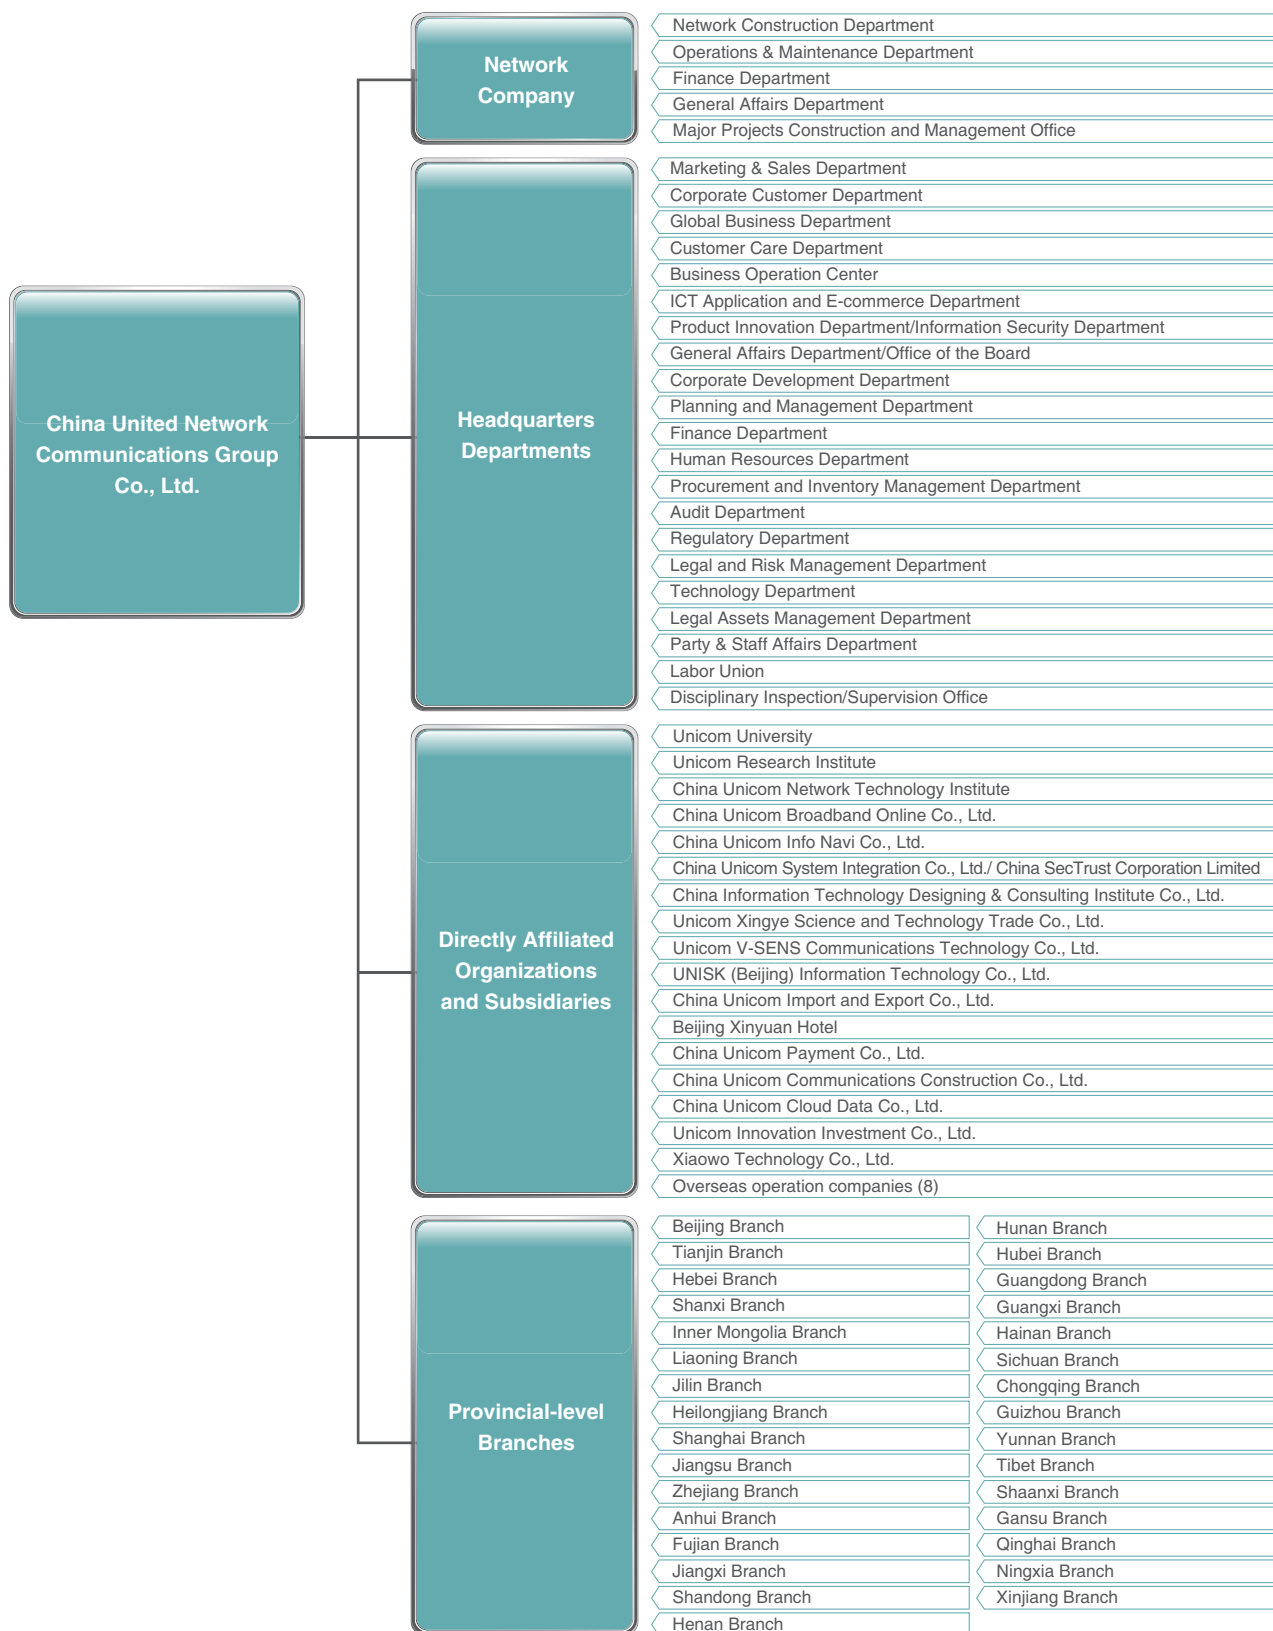 China United Network
Communications Group
Co., Ltd.
Network
Company
Network Construction Department
Operations & Maintenance Department
Finance Department
General Affairs Department
Major Projects Construction and Management Office
Headquarters
Departments
Marketing & Sales Department
Corporate Customer Department
Global Business Department
Customer Care Department
Business Operation Center
ICT Application and E-commerce Department
Product Innovation Department/Information Security Department
General Affairs Department/Office of the Board
Corporate Development Department
Planning and Management Department
Finance Department
Human Resources Department
Procurement and Inventory Management Department
Audit Department
Regulatory Department
Legal and Risk Management Department
Technology Department
Legal Assets Management Department
Party & Staff Affairs Department
Labor Union
Disciplinary Inspection/Supervision Office
Directly Affiliated
Organizations
and Subsidiaries
Unicom University
Unicom Research Institute
China Unicom Network Technology Institute
China Unicom Broadband Online Co., Ltd.
China Unicom Info Navi Co., Ltd.
China Unicom System Integration Co., Ltd./ China SecTrust Corporation Limited
China Information Technology Designing & Consulting Institute Co., Ltd.
Unicom Xingye Science and Technology Trade Co., Ltd.
Unicom V-SENS Communications Technology Co., Ltd.
UNISK (Beijing) Information Technology Co., Ltd.
China Unicom Import and Export Co., Ltd.
Beijing Xinyuan Hotel
China Unicom Payment Co., Ltd.
China Unicom Communications Construction Co., Ltd.
China Unicom Cloud Data Co., Ltd.
Unicom Innovation Investment Co., Ltd.
Xiaowo Technology Co., Ltd.
Overseas operation companies (8)
Provincial-level
Branches
Beijing Branch
Tianjin Branch
Hebei Branch
Shanxi Branch
Inner Mongolia Branch
Liaoning Branch
Jilin Branch
Heilongjiang Branch
Shanghai Branch
Jiangsu Branch
Zhejiang Branch
Anhui Branch
Fujian Branch
Jiangxi Branch
Shandong Branch
Henan Branch
Hunan Branch
Hubei Branch
Guangdong Branch
Guangxi Branch
Hainan Branch
Sichuan Branch
Chongqing Branch
Guizhou Branch
Yunnan Branch
Tibet Branch
Shaanxi Branch
Gansu Branch
Qinghai Branch
Ningxia Branch
Xinjiang Branch